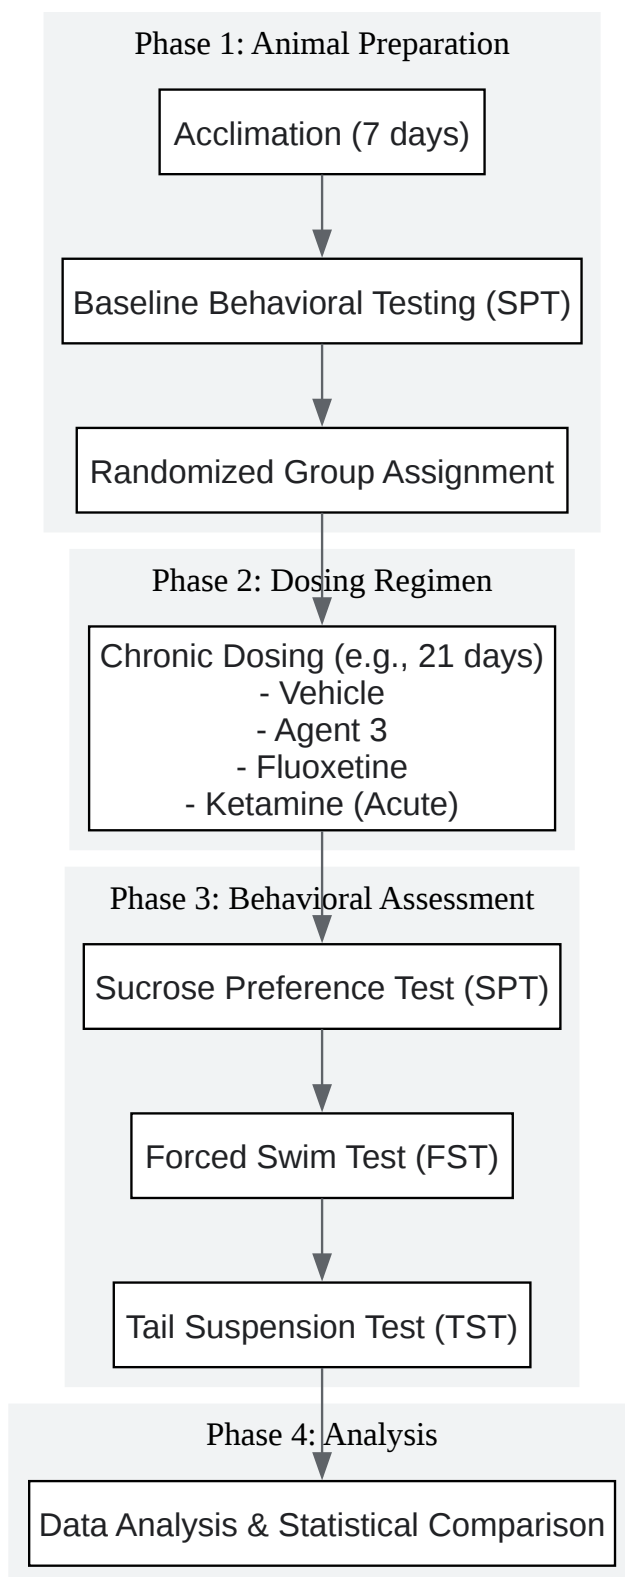 Phase 1: Animal Preparation
Acclimation (7 days)
Baseline Behavioral Testing (SPT)
Randomized Group Assignment
Phase 2: Dosing Regimen
Chronic Dosing (e.g., 21 days)
- Vehicle
- Agent 3
- Fluoxetine
- Ketamine (Acute)
Phase 3: Behavioral Assessment
Sucrose Preference Test (SPT)
Forced Swim Test (FST)
Tail Suspension Test (TST)
Phase 4: Analysis
Data Analysis & Statistical Comparison